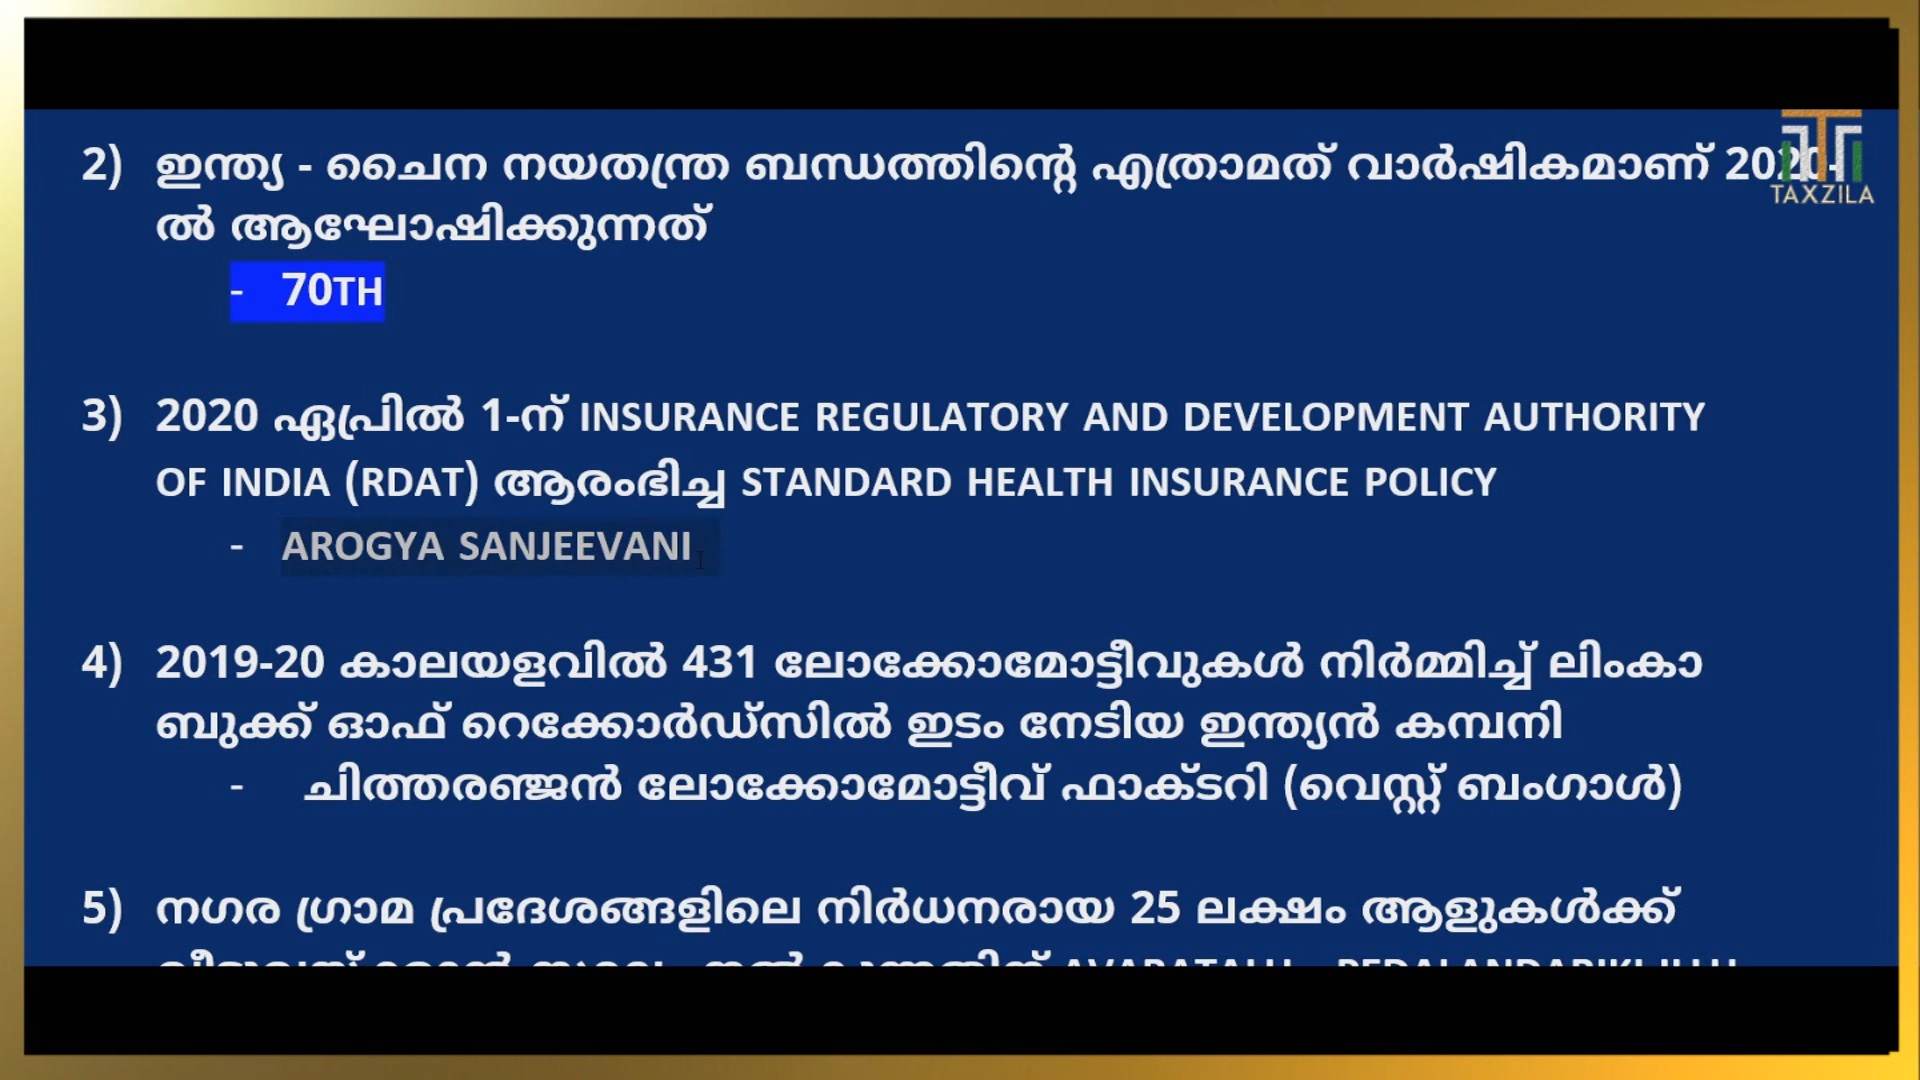 2) ഇന്ത്യ - ചൈന നയതന്ത്ര ബന്ധത്തിന്റെ എത്രാമത് വാർഷികമാണ് 2020-
ൽ ആഘോഷിക്കുന്നത്
- 70TH
TAXZILA
3) 2020 ഏപ്രിൽ 1-ന് INSURANCE REGULATORY AND DEVELOPMENT AUTHORITY
OF INDIA (RDAT) ആരംഭിച്ച STANDARD HEALTH INSURANCE POLICY
- AROGYA SANJEEVANI
4) 2019-20 കാലയളവിൽ 431 ലോക്കോമോട്ടീവുകൾ നിർമ്മിച്ച് ലിംകാ
ബുക്ക് ഓഫ് റെക്കോർഡ്സിൽ ഇടം നേടിയ ഇന്ത്യൻ കമ്പനി
- ചിത്തരഞ്ജൻ ലോക്കോമോട്ടീവ് ഫാക്ടറി (വെസ്റ്റ് ബംഗാൾ)
5) നഗര ഗ്രാമ പ്രദേശങ്ങളിലെ നിർധനരായ 25 ലക്ഷം ആളുകൾക്ക്